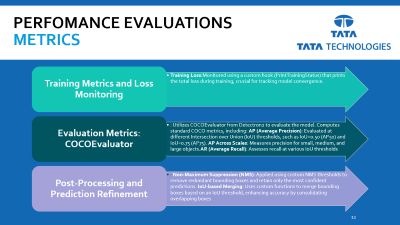 PERFOMANCE EVALUATIONS
METRICS
TATA
TATA TECHNOLOGIES
Training Metrics and Loss
Monitoring
• Training Loss: Monitored using a custom hook (PrintTrainingStatus) that prints
the total loss during training, crucial for tracking model convergence.
Evaluation Metrics:
COCOEvaluator
• : Utilizes COCOEvaluator from Detectron2 to evaluate the model. Computes
standard COCO metrics, including: AP (Average Precision): Evaluated at
different Intersection over Union (IoU) thresholds, such as IoU=0.50 (AP50) and
IoU=0.75 (AP75). AP Across Scales: Measures precision for small, medium, and
large objects.AR (Average Recall): Assesses recall at various IoU thresholds
Post-Processing and
Prediction Refinement
• Non-Maximum Suppression (NMS): Applied using custom NMS thresholds to
remove redundant bounding boxes and retain only the most confident
predictions. IoU-based Merging: Uses custom functions to merge bounding
boxes based on an IoU threshold, enhancing accuracy by consolidating
overlapping boxes